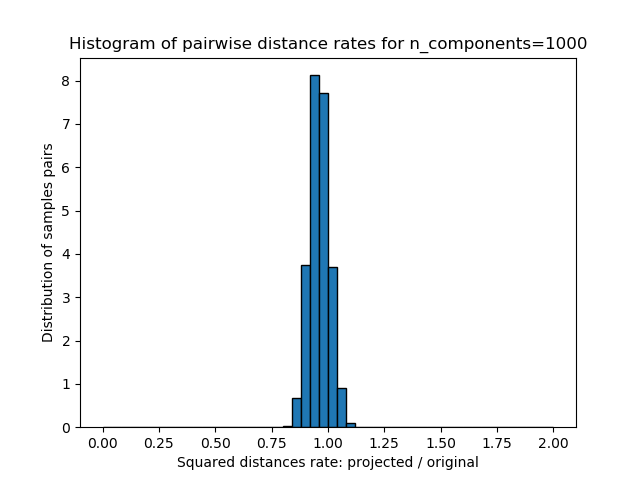 Histogram of pairwise distance rates for n_components=1000
Distribution of samples pairs
8
7
6
5
4
3
2
1
0
0.00 0.25 0.50 0.75 1.00 1.25 1.50 1.75 2.00
Squared distances rate: projected / original